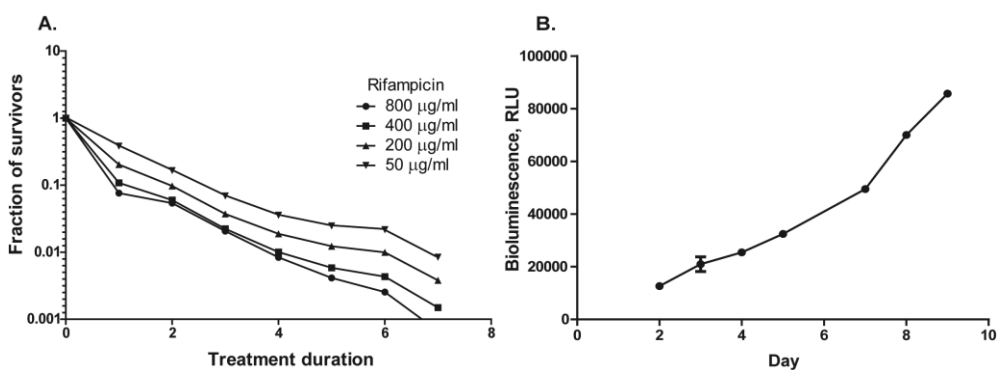 A.
10
1
0.1
0.01
0.001
0
2
4
6
8
Fraction of survivors
Treatment duration
Rifampicin
800 μg/ml
400 μg/ml
200 μg/ml
50 μg/ml
B.
100000
80000
60000
40000
20000
0
0
2
4
6
8
10
Bioluminescence, RLU
Day